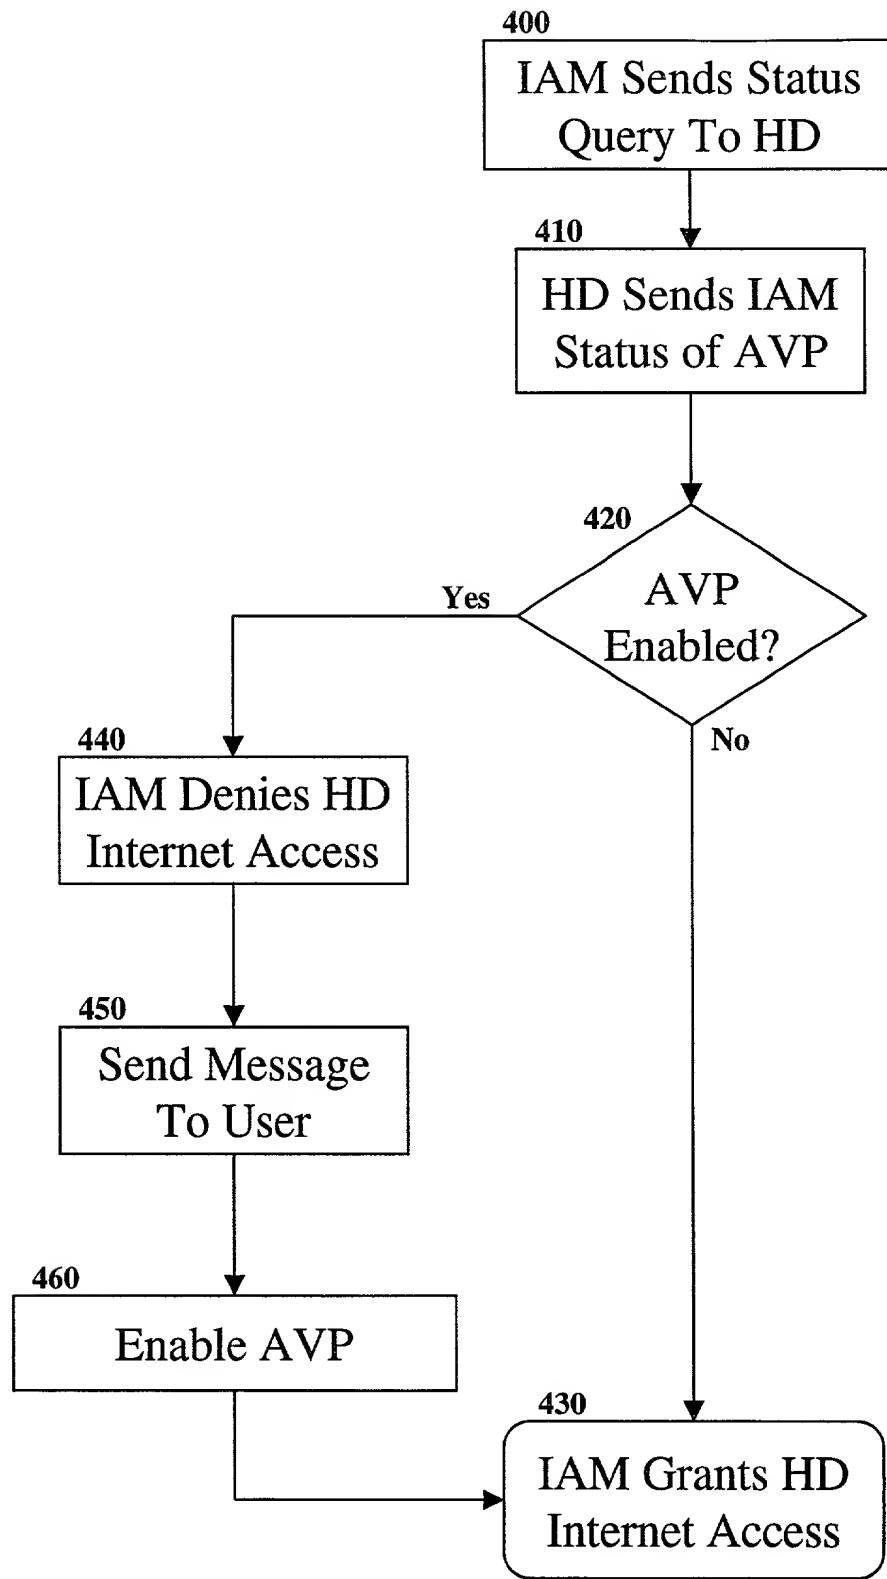 400
IAM Sends Status
Query To HD
410
HD Sends IAM
Status of AVP
420
AVP
Enabled?
Yes
No
440
IAM Denies HD
Internet Access
450
Send Message
To User
460
Enable AVP
430
IAM Grants HD
Internet Access